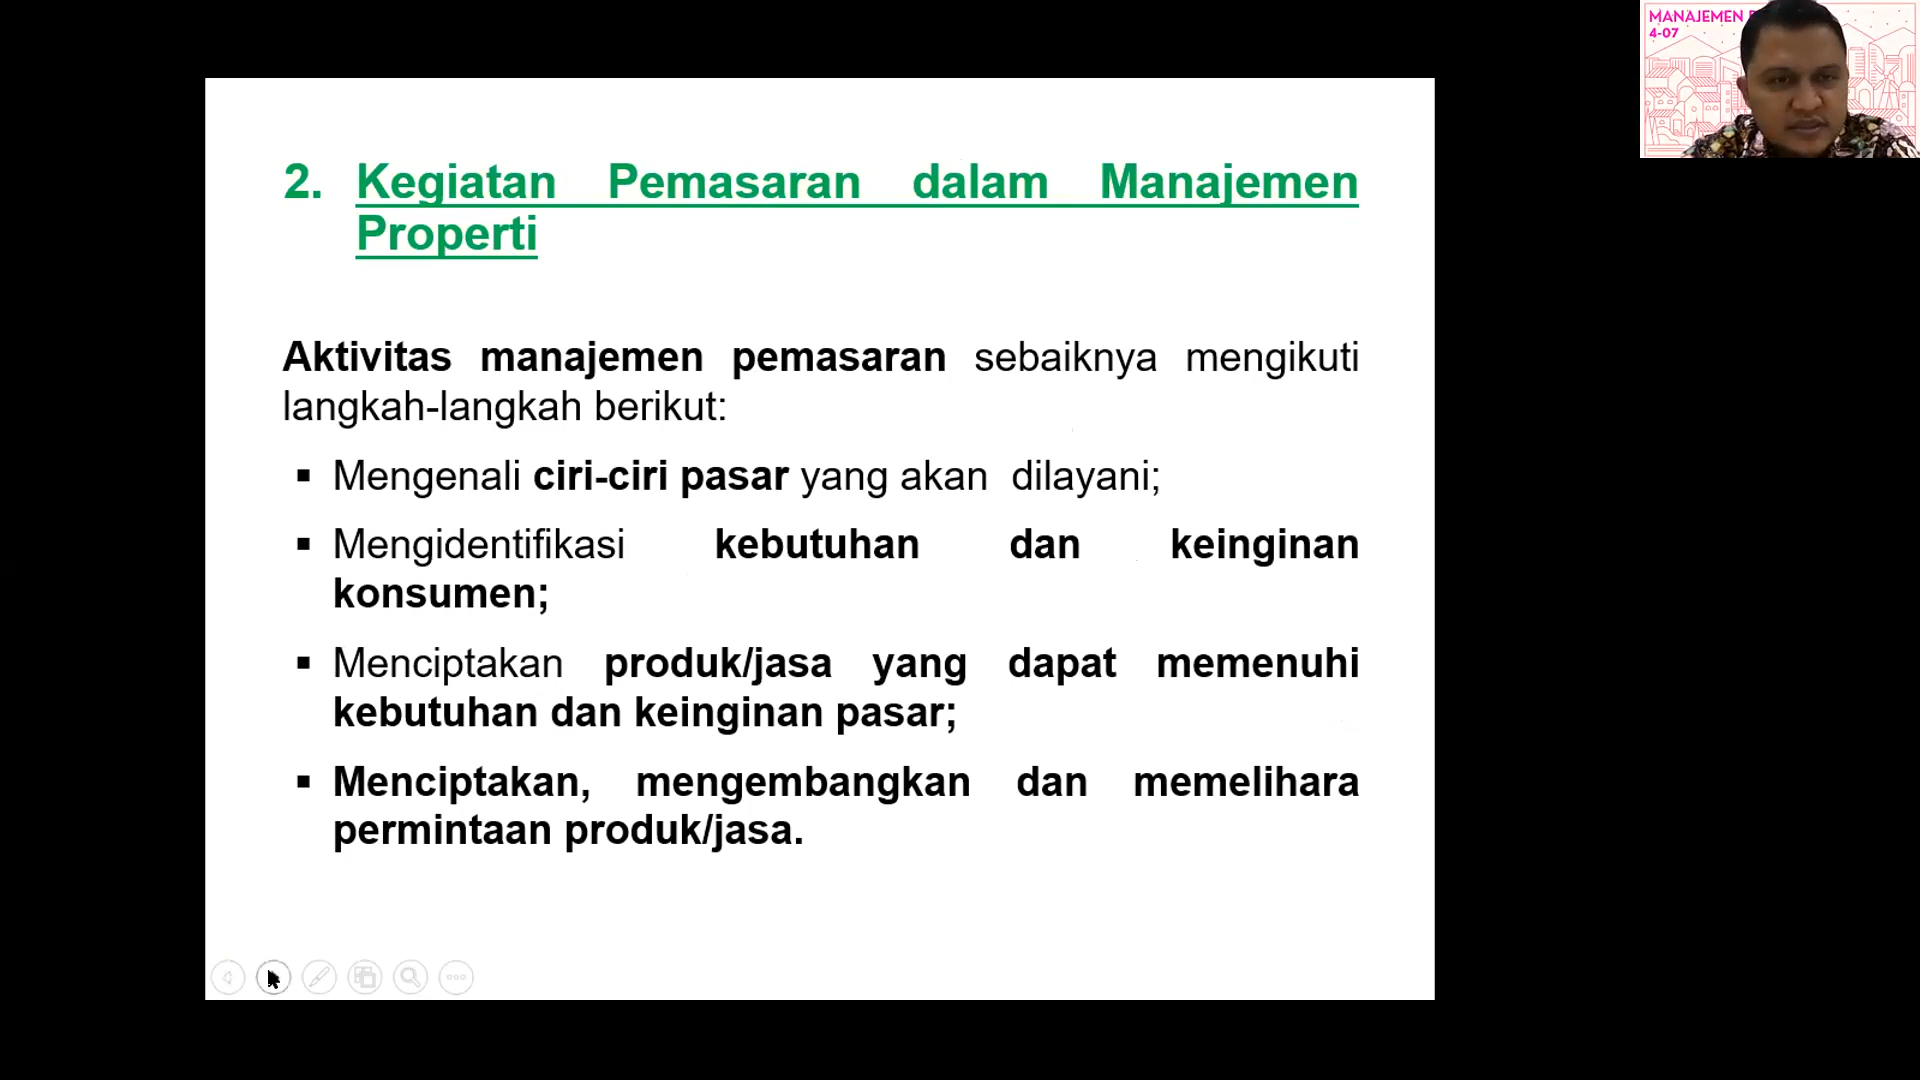 MANAJEMEN
4-07
2. Kegiatan Pemasaran dalam Manajemen
Properti
Aktivitas manajemen pemasaran sebaiknya mengikuti
langkah-langkah berikut:
▪ Mengenali ciri-ciri pasar yang akan dilayani;
▪ Mengidentifikasi kebutuhan dan keinginan
konsumen;
▪ Menciptakan produk/jasa yang dapat memenuhi
kebutuhan dan keinginan pasar;
▪ Menciptakan, mengembangkan dan memelihara
permintaan produk/jasa.